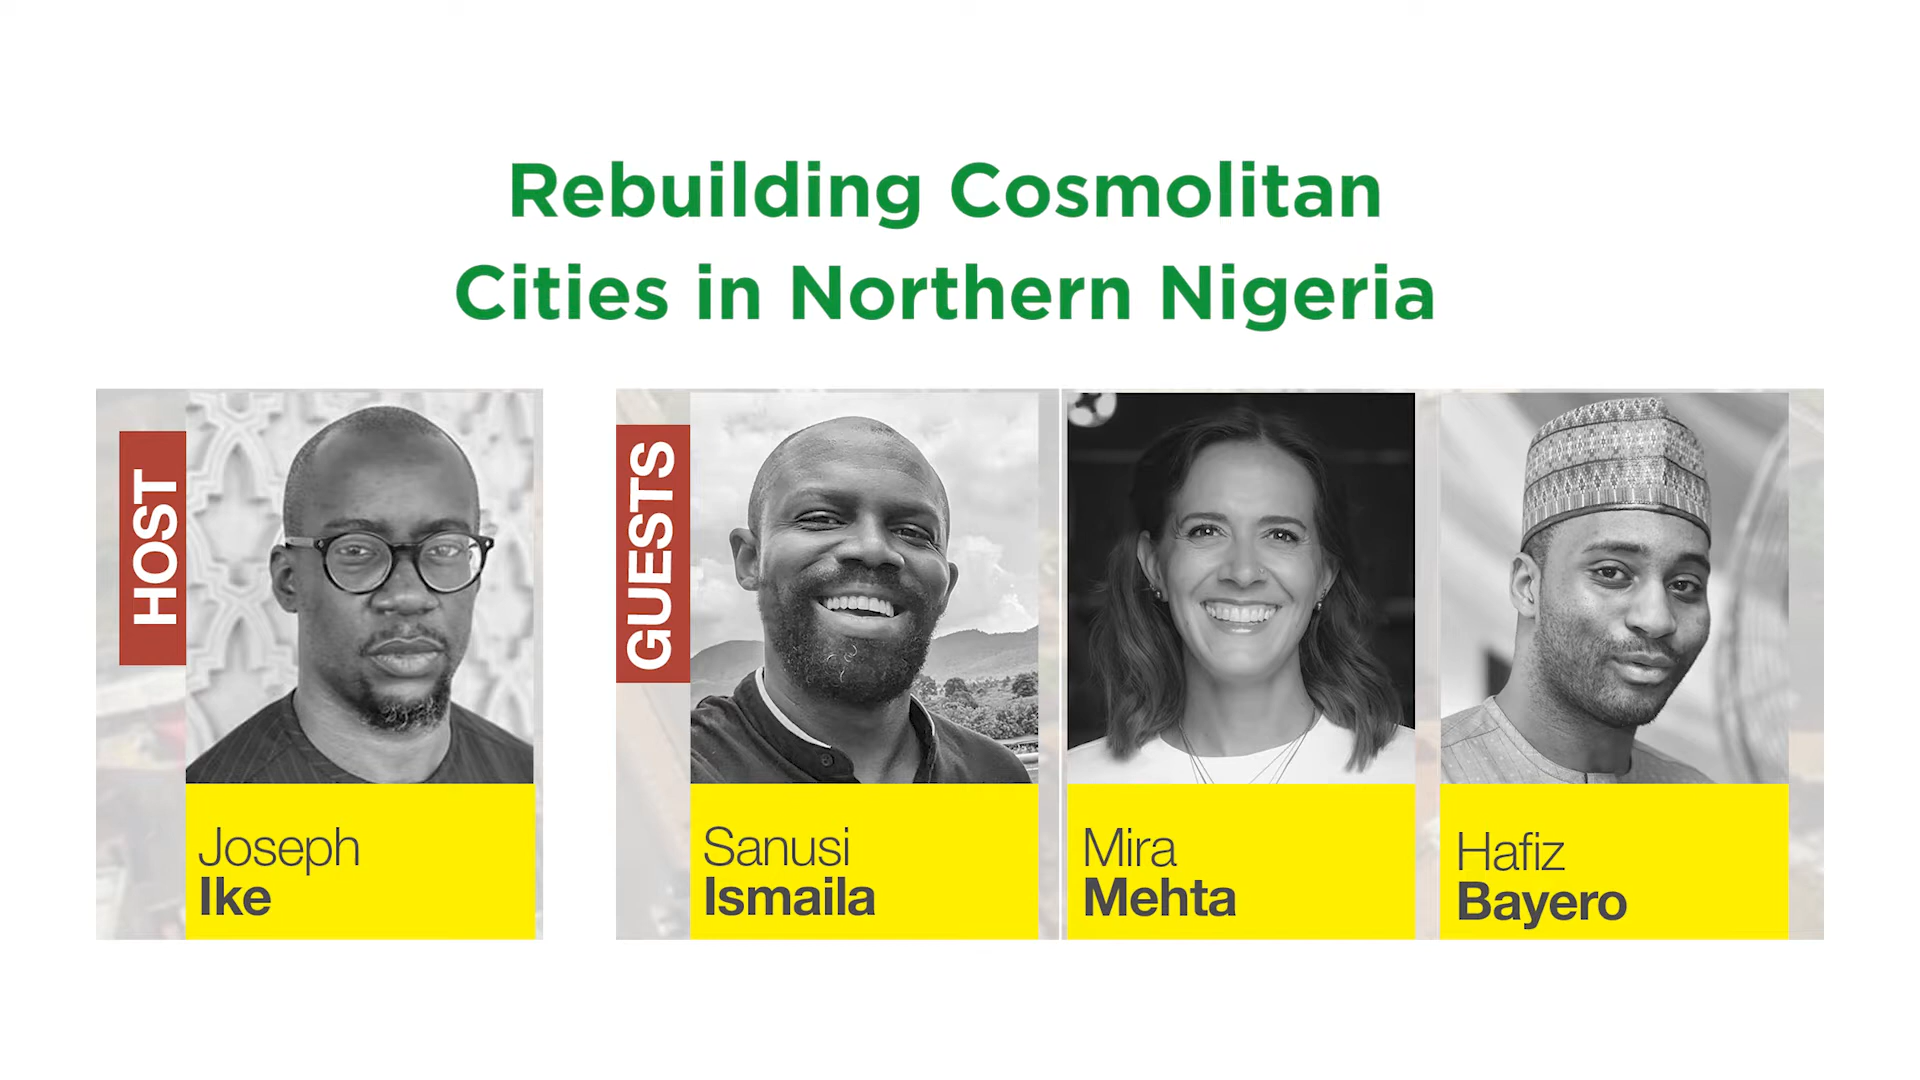 Rebuilding Cosmolitan
Cities in Northern Nigeria
HOST
Joseph
Ike
GUESTS
Sanusi
Ismaila
Mira
Mehta
Hafiz
Bayero